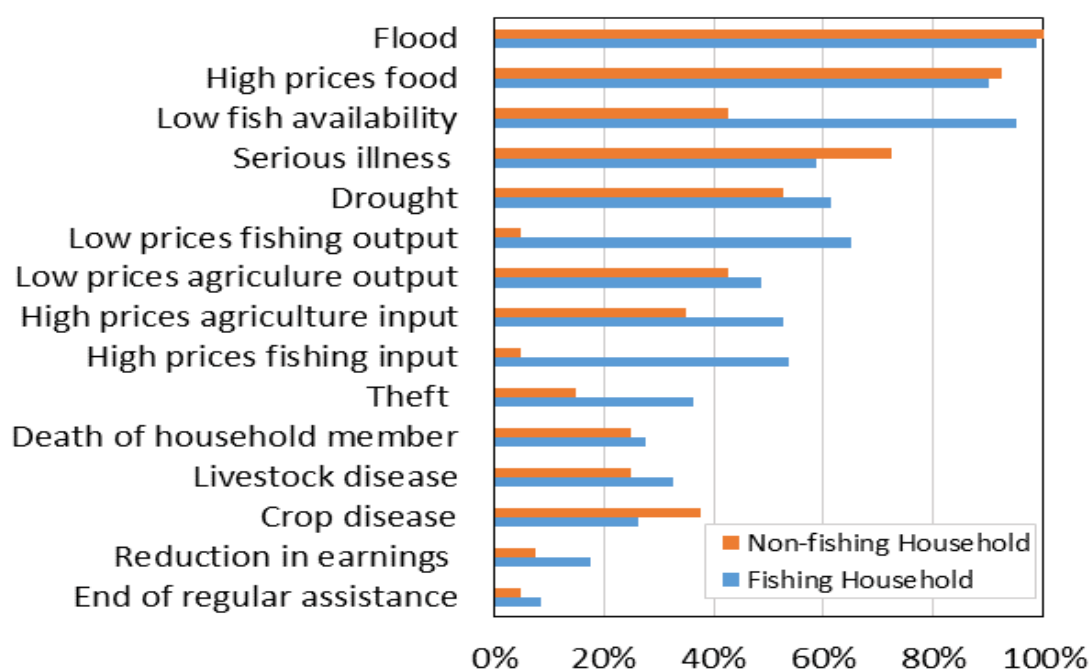 Flood
High prices food
Low fish availability
Serious illness
Drought
Low prices fishing output
Low prices agriculure output
High prices agriculture input
High prices fishing input
Theft
Death of household member
Livestock disease
Crop disease
Reduction in earnings
End of regular assistance
Non-fishing Household
Fishing Household
0% 20% 40% 60% 80% 100%